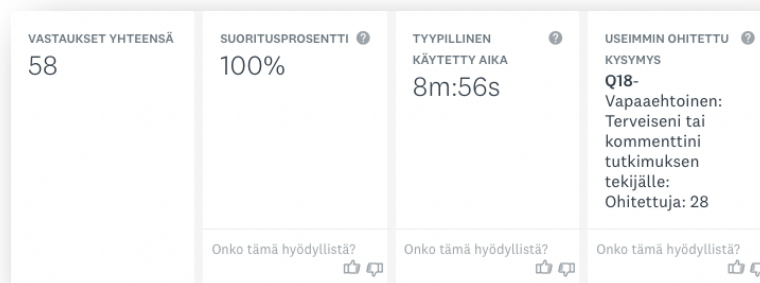 VASTAUKSET YHTEENSÄ
58
SUORITUSPROSENTTI ?
100%
TYYPILLINEN ?
KÄYTETTY AIKA
8m:56s
USEIMMIN OHITETTU ?
KYSYMYS
Q18-
Vapaaehtoinen:
Terveiseni tai
kommenttini
tutkimuksen
tekijälle:
Ohitettuja: 28
Onko tämä hyödyllistä?
Onko tämä hyödyllistä?
Onko tämä hyödyllistä?